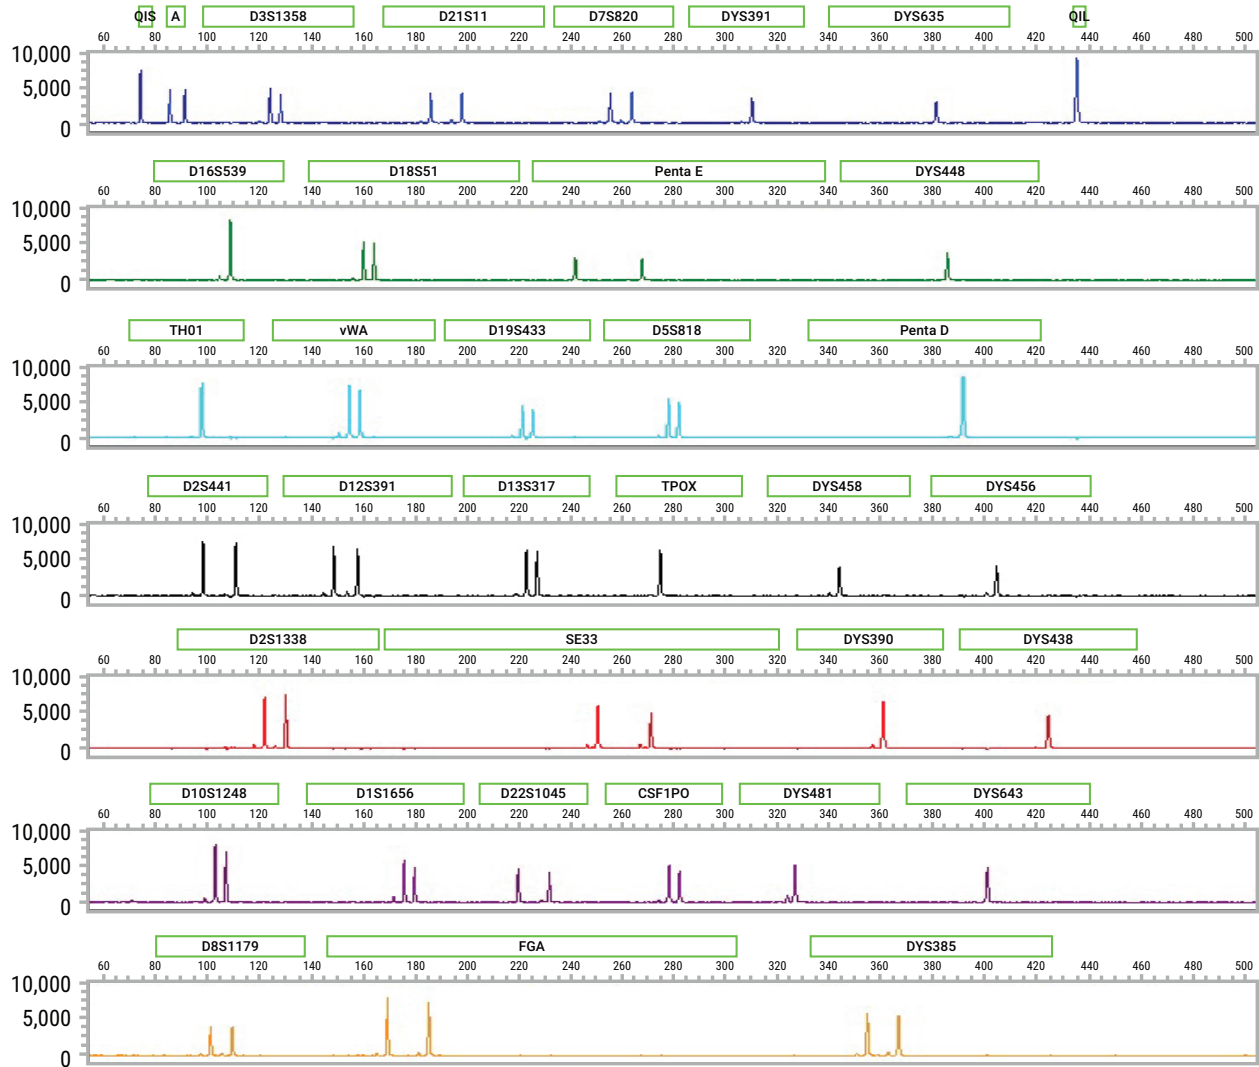 QIS A D3S1358 D21S11 D7S820 DYS391 DYS635 QIL
60 80 100 120 140 160 180 200 220 240 260 280 300 320 340 360 380 400 420 440 460 480 500
10,000
5,000
0
D16S539 D18S51 Penta E DYS448
60 80 100 120 140 160 180 200 220 240 260 280 300 320 340 360 380 400 420 440 460 480 500
10,000
5,000
0
TH01 vWA D19S433 D5S818 Penta D
60 80 100 120 140 160 180 200 220 240 260 280 300 320 340 360 380 400 420 440 460 480 500
10,000
5,000
0
D2S441 D12S391 D13S317 TPOX DYS458 DYS456
60 80 100 120 140 160 180 200 220 240 260 280 300 320 340 360 380 400 420 440 460 480 500
10,000
5,000
0
D2S1338 SE33 DYS390 DYS438
60 80 100 120 140 160 180 200 220 240 260 280 300 320 340 360 380 400 420 440 460 480 500
10,000
5,000
0
D10S1248 D1S1656 D22S1045 CSF1PO DYS481 DYS643
60 80 100 120 140 160 180 200 220 240 260 280 300 320 340 360 380 400 420 440 460 480 500
10,000
5,000
0
D8S1179 FGA DYS385
60 80 100 120 140 160 180 200 220 240 260 280 300 320 340 360 380 400 420 440 460 480 500
10,000
5,000
0